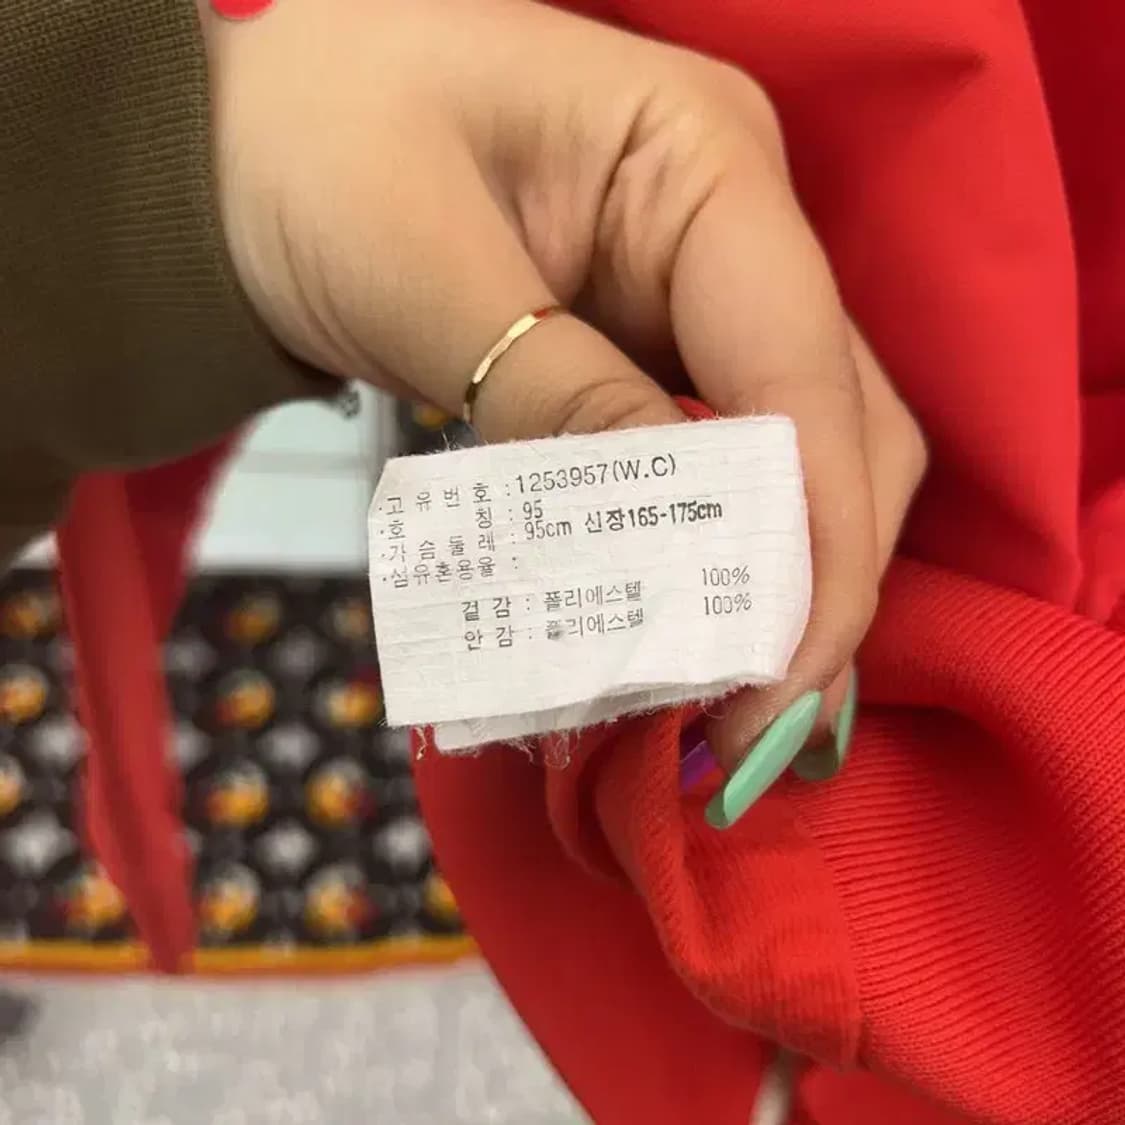 ·고유번호 : 1253957(W.C)
·호칭 : 95
·가슴둘레 : 95cm 신장165-175cm
·섬유혼용율 :
겉감 : 폴리에스텔 100%
안감 : 폴리에스텔 100%